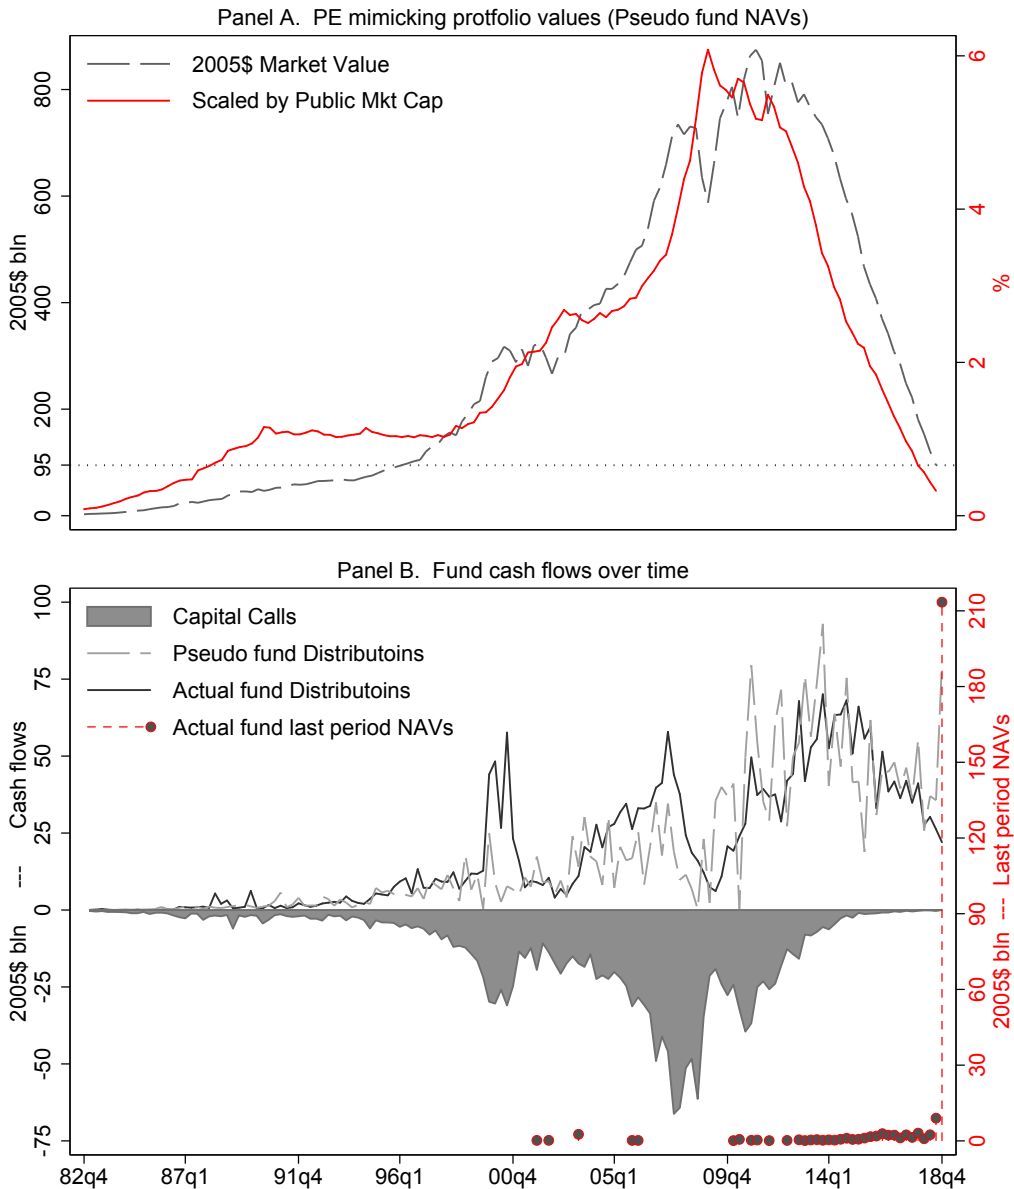 Panel A.  PE mimicking protfolio values (Pseudo fund NAVs)
2005$ Market Value
Scaled by Public Mkt Cap
2005$ bln
0
95
200
400
600
800
%
0
2
4
6
Panel B.  Fund cash flows over time
Capital Calls
Pseudo fund Distributoins
Actual fund Distributoins
Actual fund last period NAVs
2005$ bln   ---   Cash flows
-75
-50
-25
0
25
50
75
100
2005$ bln --- Last period NAVs
0
30
60
90
120
150
180
210
82q4
87q1
91q4
96q1
00q4
05q1
09q4
14q1
18q4